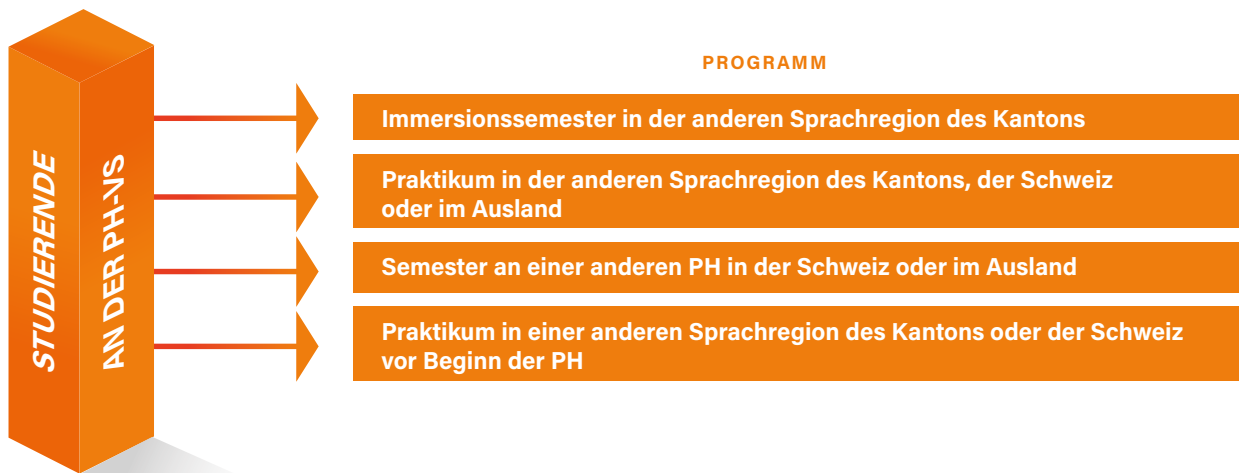 STUDIERENDE
AN DER PH-VS
PROGRAMM
Immersionssemester in der anderen Sprachregion des Kantons
Praktikum in der anderen Sprachregion des Kantons, der Schweiz
oder im Ausland
Semester an einer anderen PH in der Schweiz oder im Ausland
Praktikum in einer anderen Sprachregion des Kantons oder der Schweiz
vor Beginn der PH